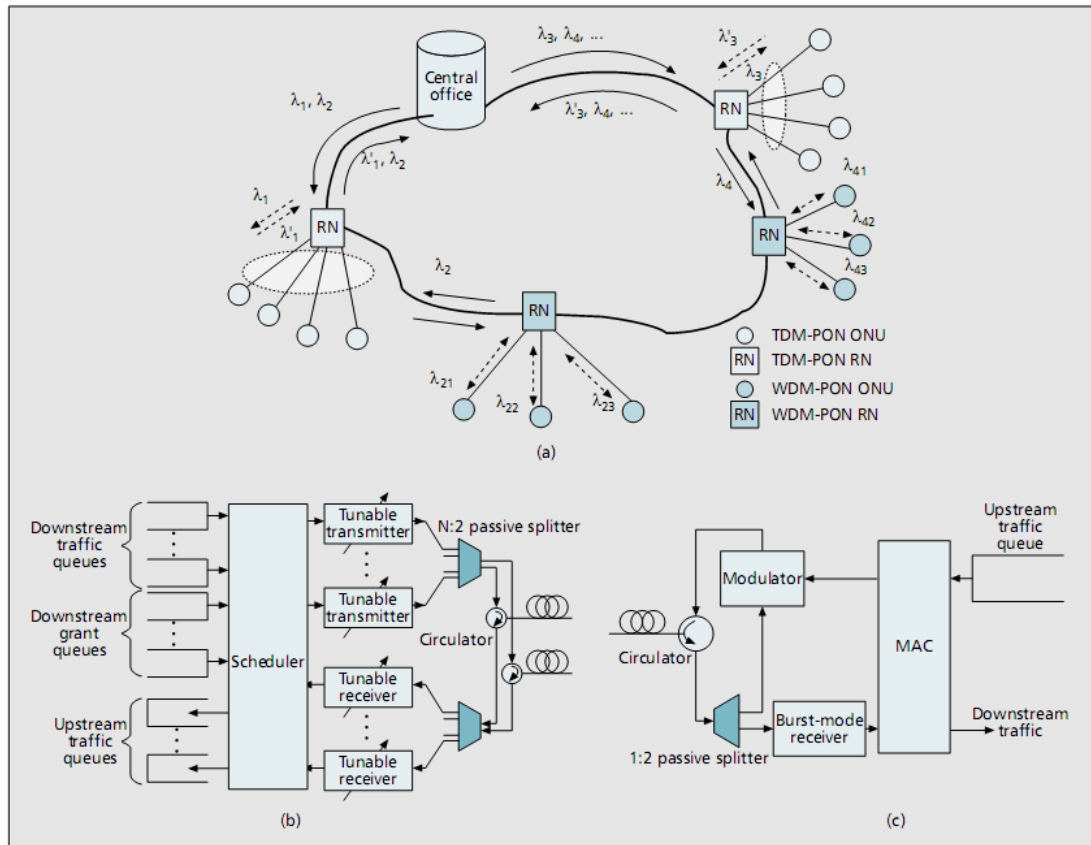 λ3, λ4, ...
Central
office
λ'3, λ4, ...
λ1, λ2
λ'1, λ2
λ'3
λ3
RN
λ4
λ41
λ42
λ43
RN
λ1
λ'1
RN
λ2
RN
λ21
λ22
λ23
TDM-PON ONU
RN TDM-PON RN
WDM-PON ONU
RN WDM-PON RN
(a)
Downstream
traffic
queues
Downstream
grant
queues
Upstream
traffic
queues
Scheduler
Tunable
transmitter
Tunable
transmitter
Tunable
receiver
Tunable
receiver
N:2 passive splitter
Circulator
(b)
Circulator
Modulator
1:2 passive splitter
Burst-mode
receiver
MAC
Upstream
traffic
queue
Downstream
traffic
(c)